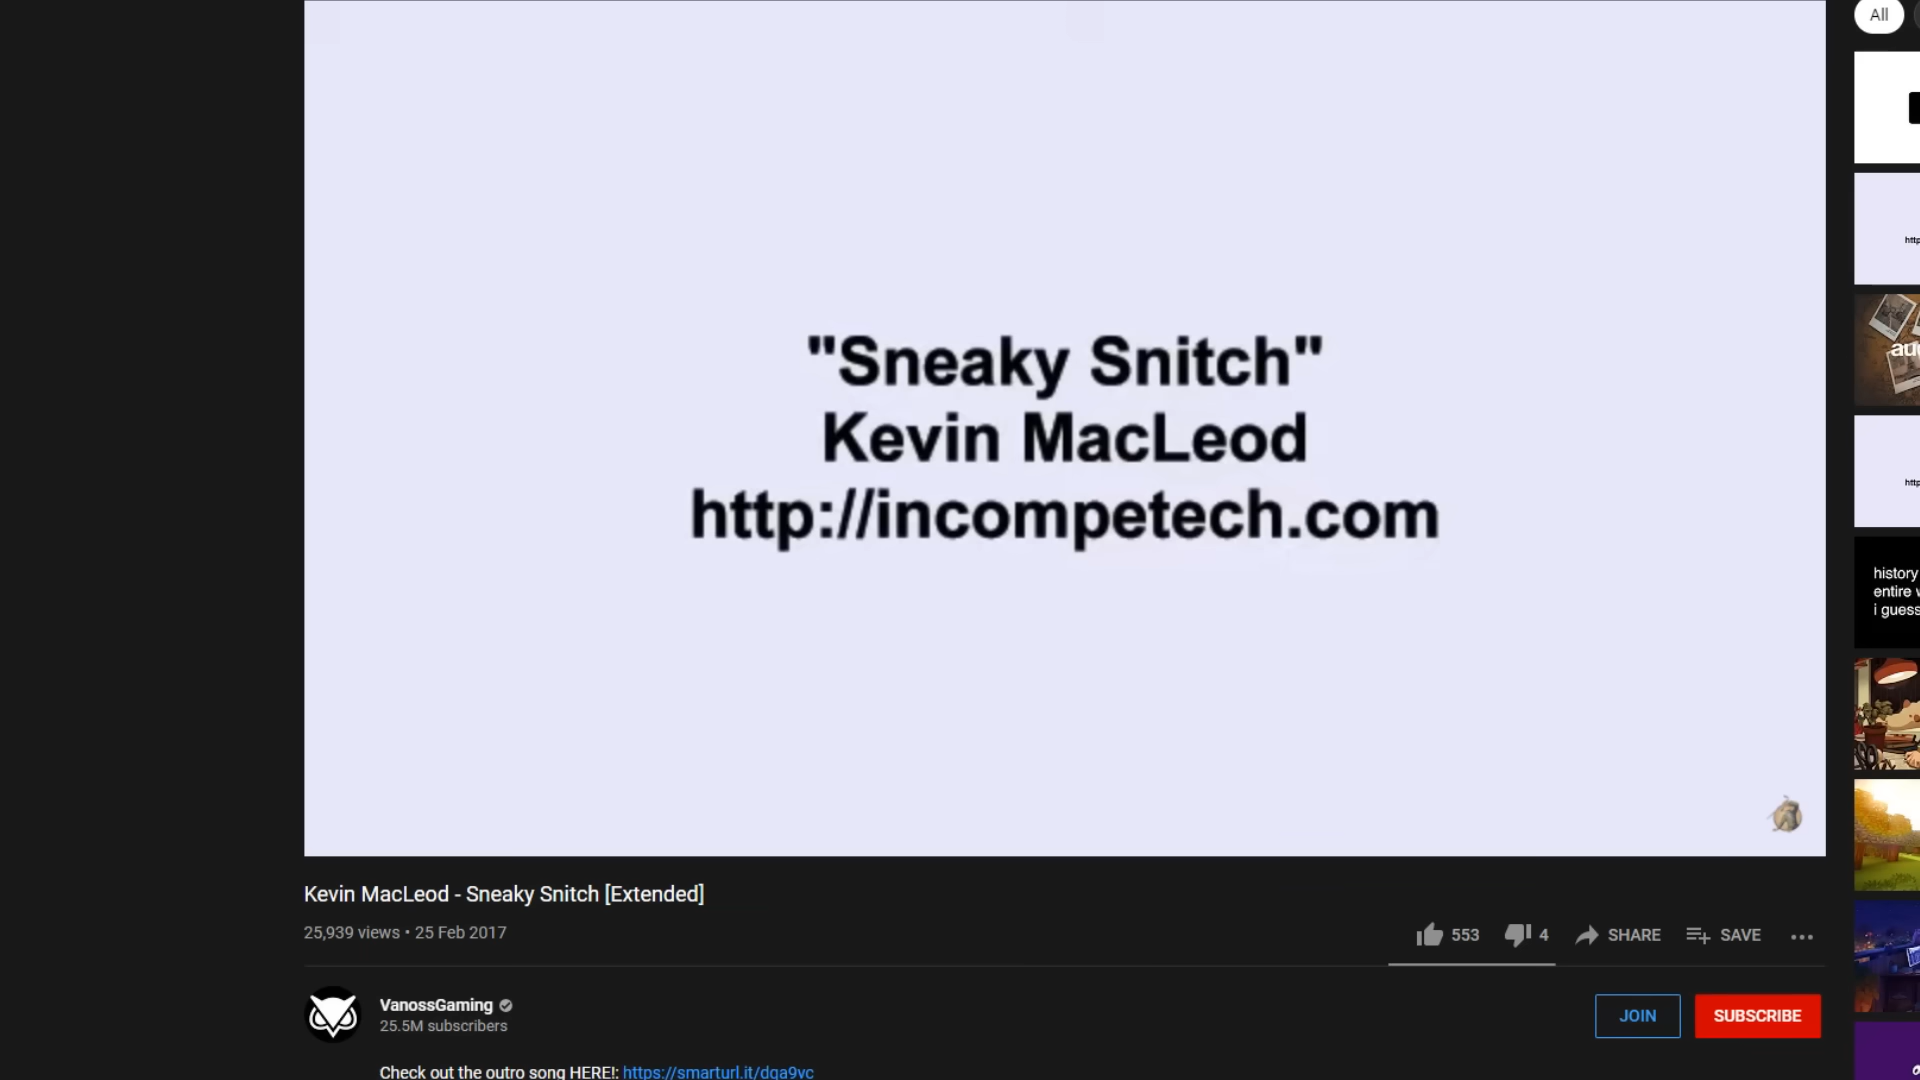 All
"Sneaky Snitch"
Kevin MacLeod
http://incompetech.com
http
http
history
entire
i guess
Kevin MacLeod - Sneaky Snitch [Extended]
25,939 views • 25 Feb 2017
553
4
SHARE
SAVE
VanossGaming
25.5M subscribers
JOIN
SUBSCRIBE
Check out the outro song HERE!: https://smarturl.it/dqa9vc